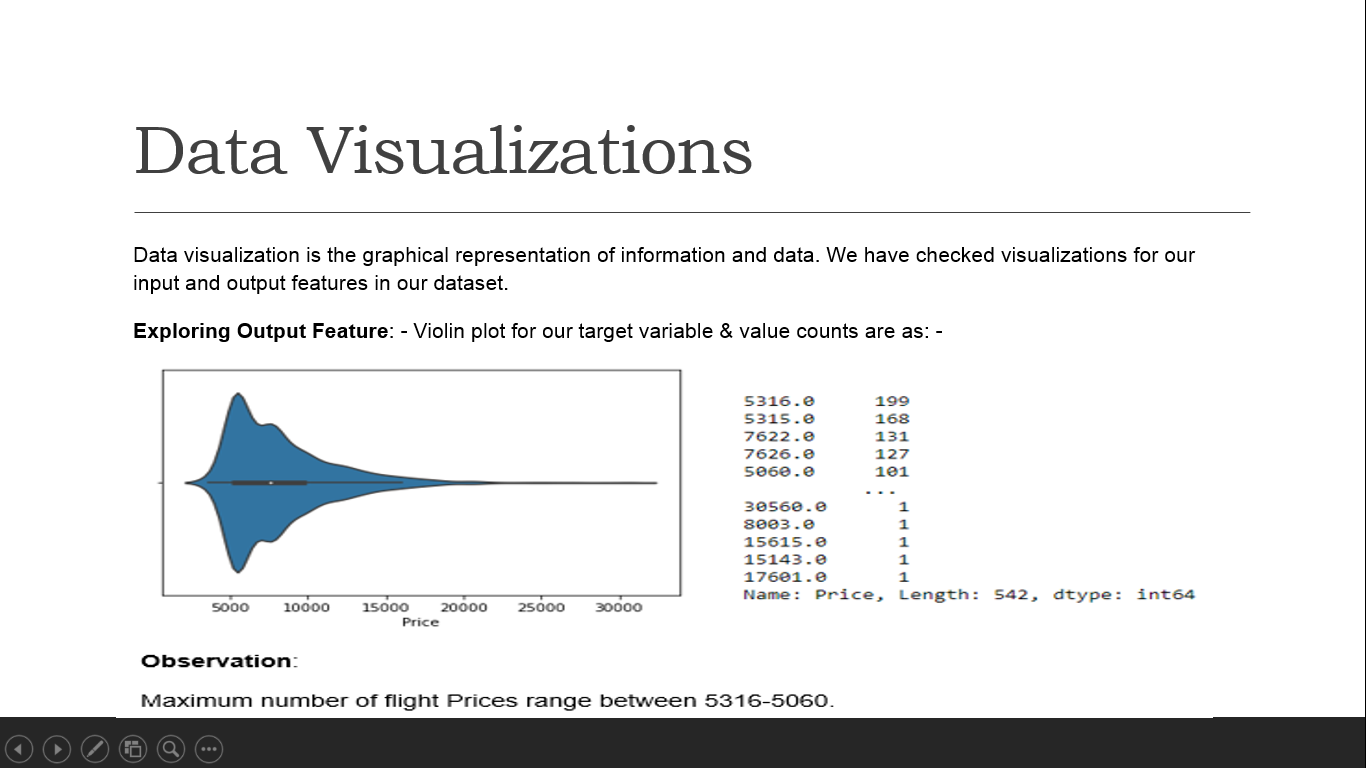 Data Visualizations
Data visualization is the graphical representation of information and data. We have checked visualizations for our
input and output features in our dataset.
Exploring Output Feature: - Violin plot for our target variable & value counts are as: -
5000 10000 15000 20000 25000 30000
Price
5316.0 199
5315.0 168
7622.0 131
7626.0 127
5060.0 101
...
30560.0 1
8003.0 1
15615.0 1
15143.0 1
17601.0 1
Name: Price, Length: 542, dtype: int64
Observation:
Maximum number of flight Prices range between 5316-5060.